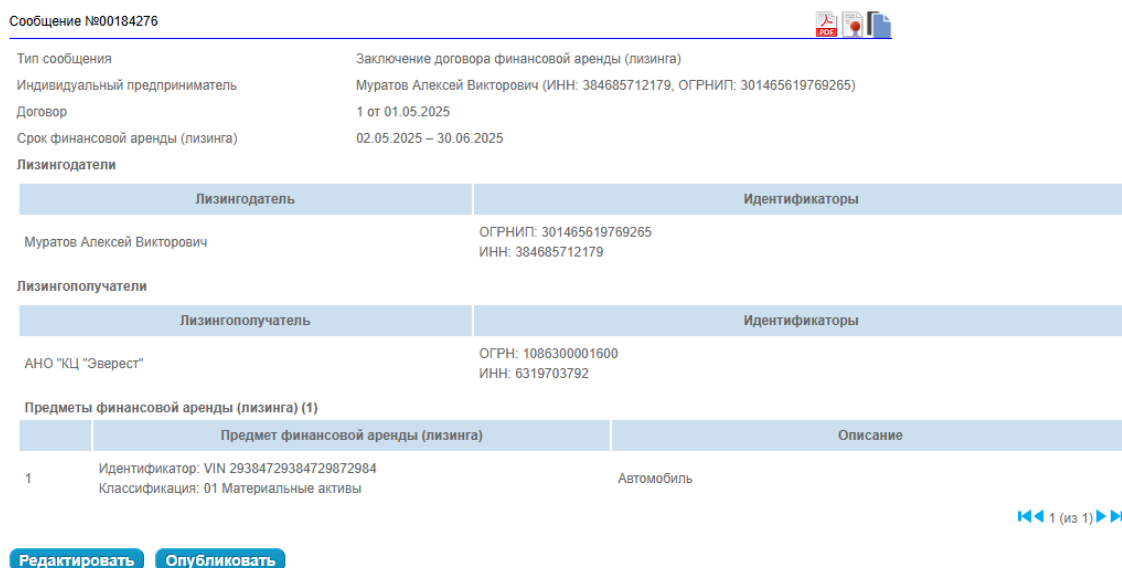 Сообщение №00184276
PDF
Тип сообщения Заключение договора финансовой аренды (лизинга)
Индивидуальный предприниматель Муратов Алексей Викторович (ИНН: 384685712179, ОГРНИП: 301465619769265)
Договор 1 от 01.05.2025
Срок финансовой аренды (лизинга) 02.05.2025 – 30.06.2025
Лизингодатели
Лизингодатель Идентификаторы
Муратов Алексей Викторович ОГРНИП: 301465619769265
ИНН: 384685712179
Лизингополучатели
Лизингополучатель Идентификаторы
АНО "КЦ "Эверест" ОГРН: 1086300001600
ИНН: 6319703792
Предметы финансовой аренды (лизинга) (1)
Предмет финансовой аренды (лизинга) Описание
1 Идентификатор: VIN 29384729384729872984 Автомобиль
Классификация: 01 Материальные активы
1 (из 1)
Редактировать Опубликовать